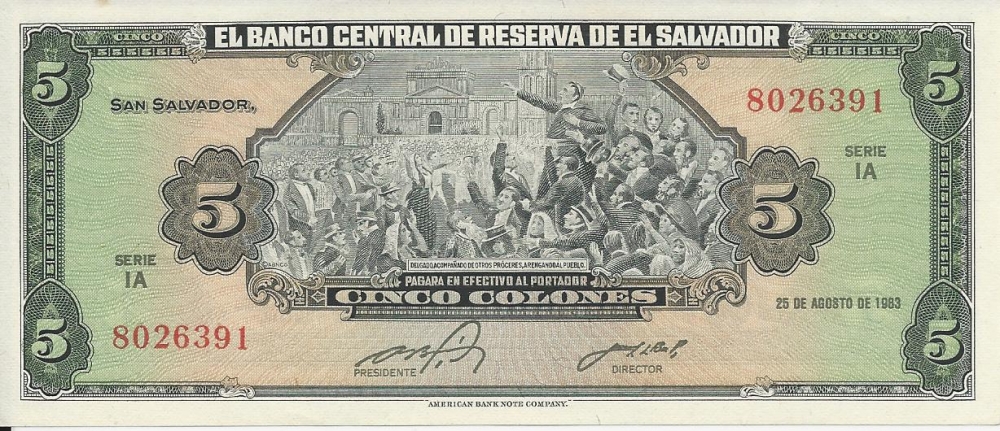 CINCO
EL BANCO CENTRAL DE RESERVA DE EL SALVADOR
CINCO
5
5
SAN SALVADOR,
8026391
SERIE
IA
5
5
SERIE
IA
DELGADO, ACOMPAÑADO DE OTROS PRÓCERES, ARENGANDO AL PUEBLO.
PAGARA EN EFECTIVO AL PORTADOR
CINCO COLONES
25 DE AGOSTO DE 1983
5
8026391
5
PRESIDENTE
DIRECTOR
AMERICAN BANK NOTE COMPANY.